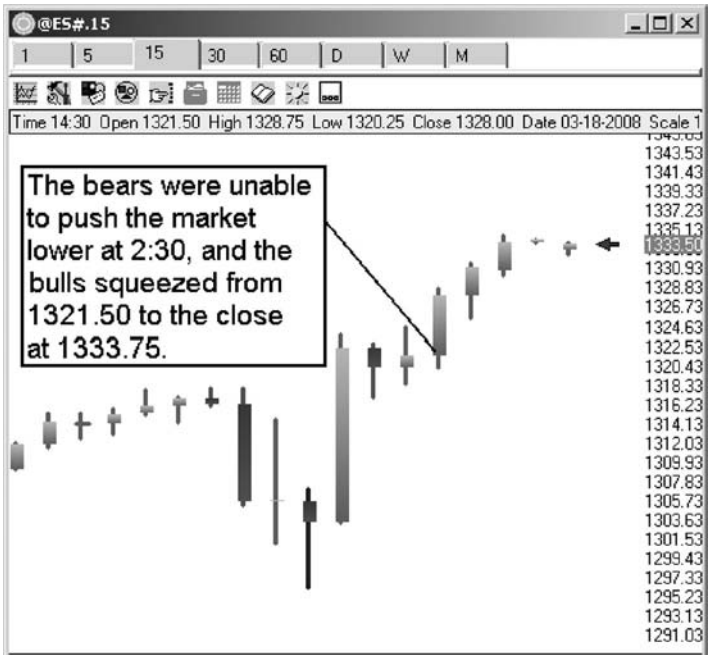 @ES#.15
1 5 15 30 60 D W M
Time 14:30 Open 1321.50 High 1328.75 Low 1320.25 Close 1328.00 Date 03-18-2008 Scale 1
1343.53
1341.43
1339.33
1337.23
1335.13
1333.50
1330.93
1328.83
1326.73
1324.63
1322.53
1320.43
1318.33
1316.23
1314.13
1312.03
1309.93
1307.83
1305.73
1303.63
1301.53
1299.43
1297.33
1295.23
1293.13
1291.03
The bears were unable
to push the market
lower at 2:30, and the
bulls squeezed from
1321.50 to the close
at 1333.75.